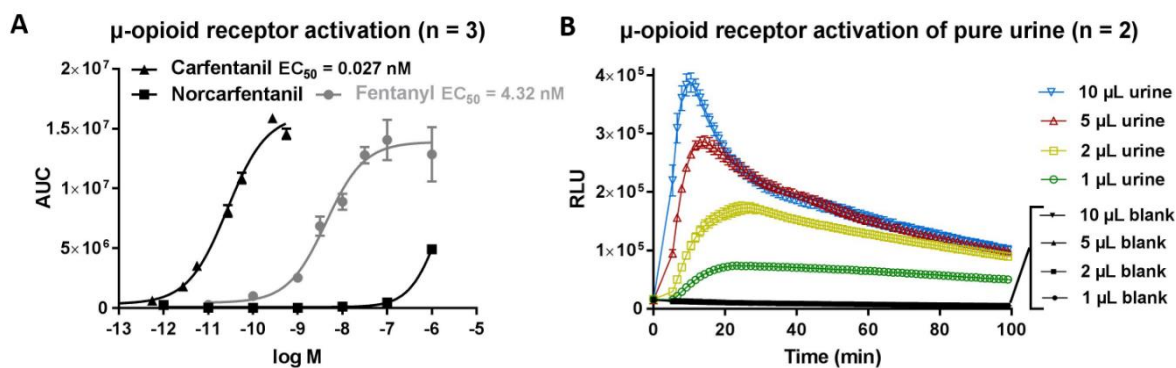 A
μ-opioid receptor activation (n = 3)
Carfentanil EC50 = 0.027 nM
Norcarfentanil
Fentanyl EC50 = 4.32 nM
AUC
2×10⁷
1.5×10⁷
1×10⁷
5×10⁶
0
-13 -12 -11 -10 -9 -8 -7 -6 -5
log M
B
μ-opioid receptor activation of pure urine (n = 2)
RLU
4×10⁵
3×10⁵
2×10⁵
1×10⁵
0
0 20 40 60 80 100
Time (min)
10 μL urine
5 μL urine
2 μL urine
1 μL urine
10 μL blank
5 μL blank
2 μL blank
1 μL blank